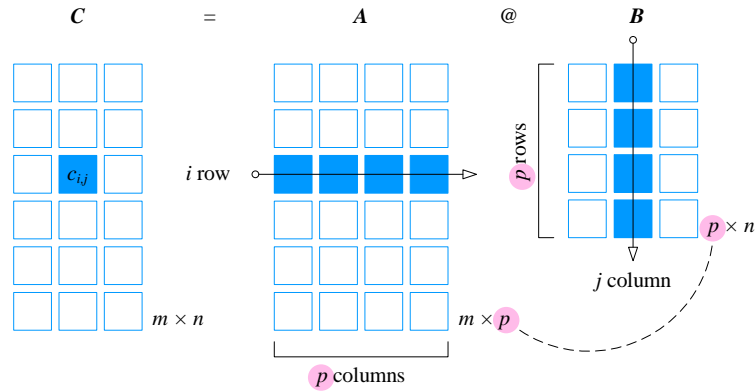 C = A @ B
p rows
c_{i,j}
i row
p × n
j column
m × n
m × p
p columns